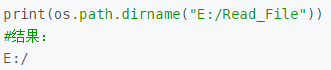 print(os.path.dirname("E:/Read_File"))
#结果：
E:/